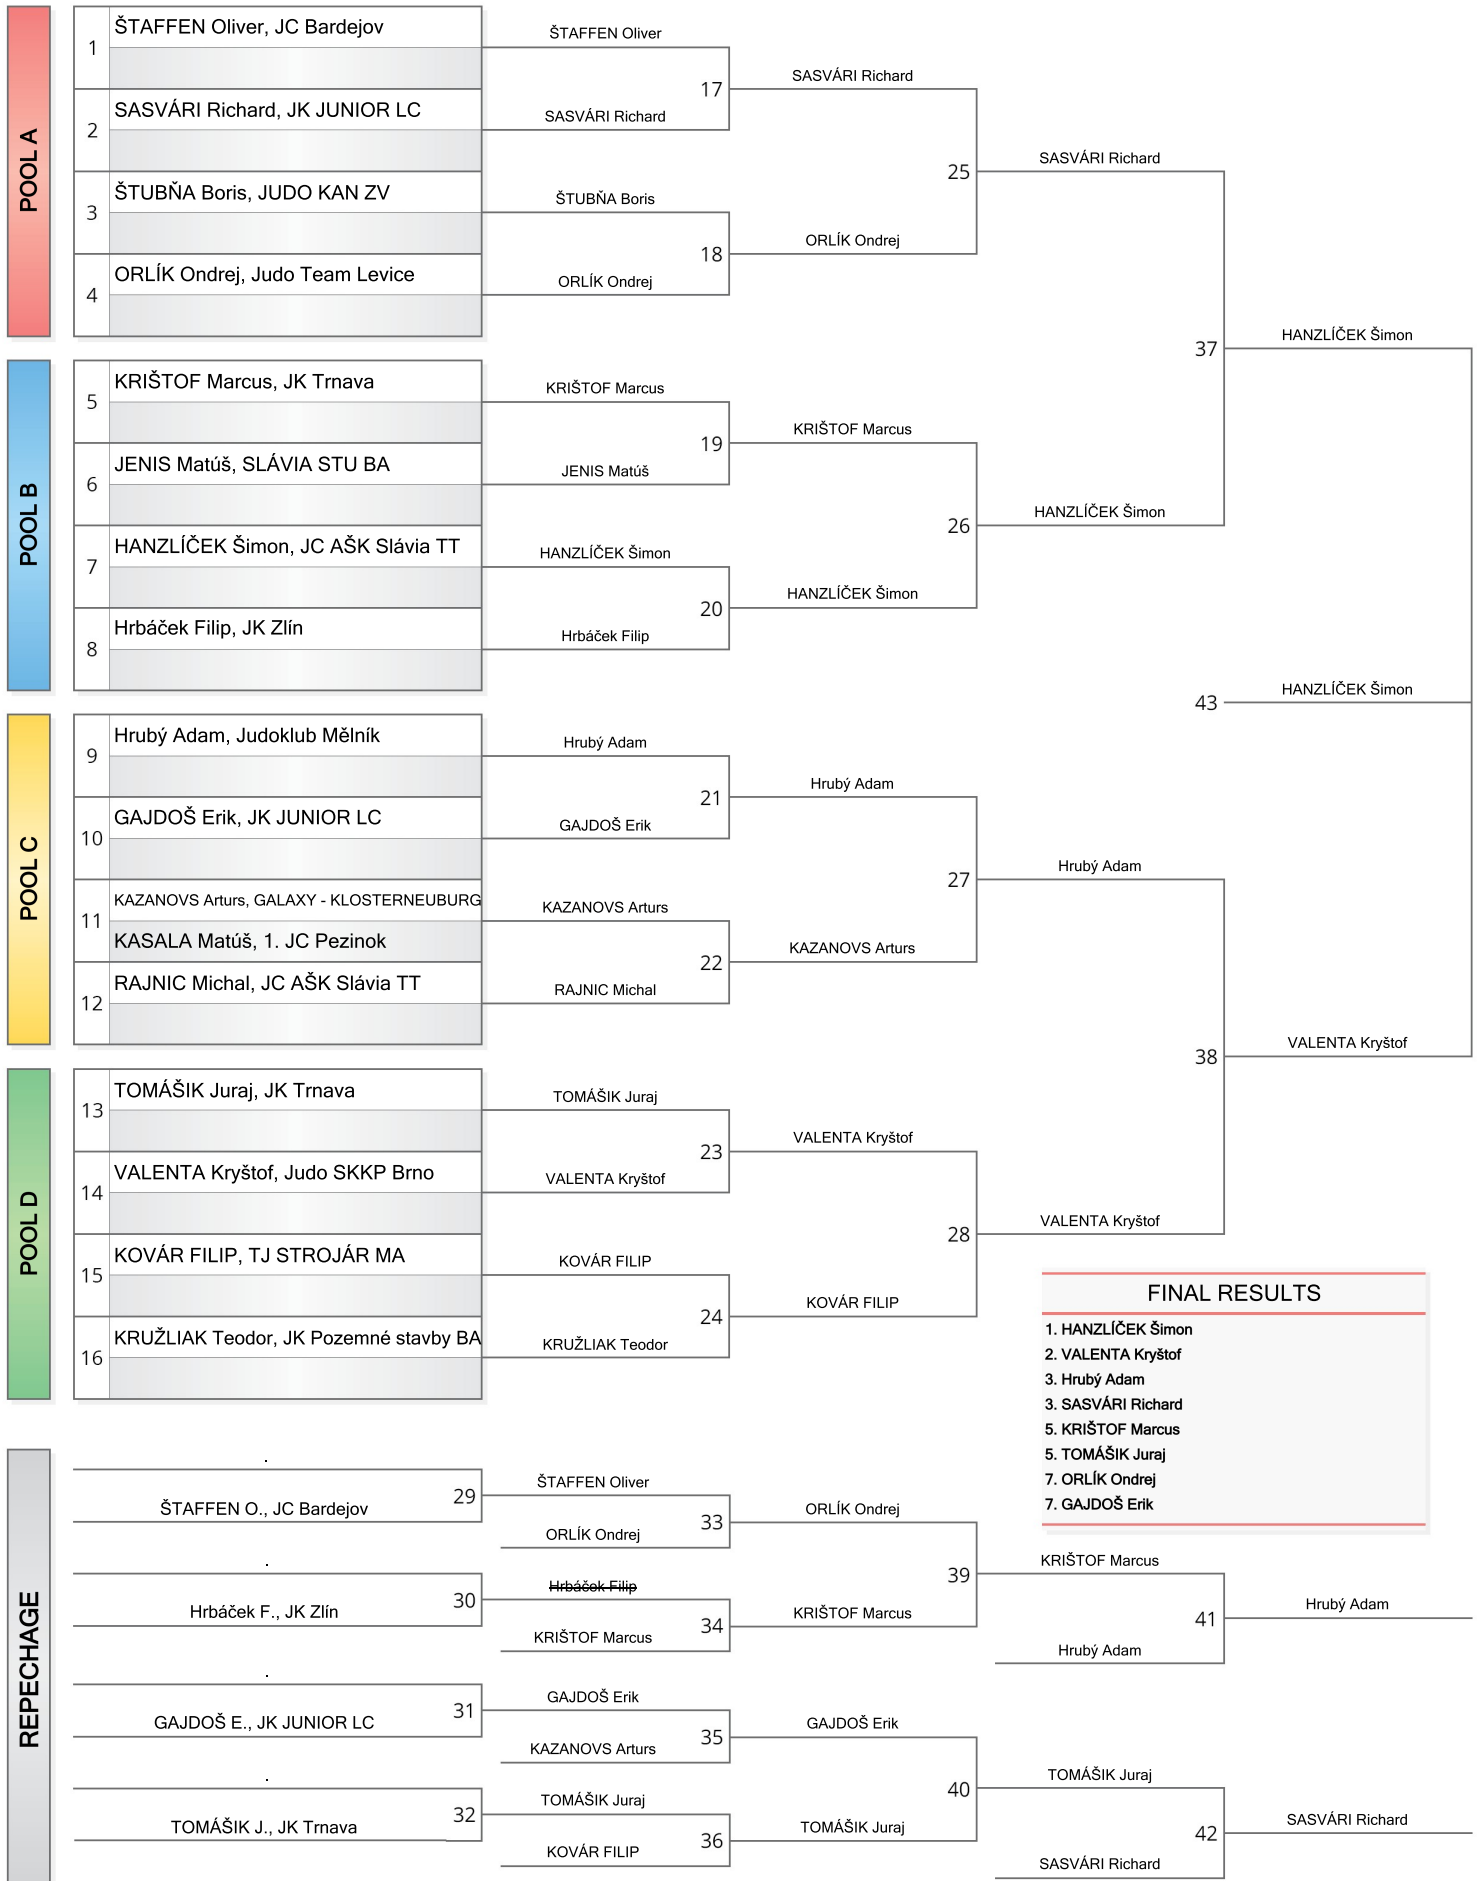 POOL A
1
ŠTAFFEN Oliver, JC Bardejov
2
SASVÁRI Richard, JK JUNIOR LC
3
ŠTUBŇA Boris, JUDO KAN ZV
4
ORLÍK Ondrej, Judo Team Levice
ŠTAFFEN Oliver
17
SASVÁRI Richard
ŠTUBŇA Boris
18
ORLÍK Ondrej
SASVÁRI Richard
25
ORLÍK Ondrej
SASVÁRI Richard
POOL B
5
KRIŠTOF Marcus, JK Trnava
6
JENIS Matúš, SLÁVIA STU BA
7
HANZLÍČEK Šimon, JC AŠK Slávia TT
8
Hrbáček Filip, JK Zlín
KRIŠTOF Marcus
19
JENIS Matúš
HANZLÍČEK Šimon
20
Hrbáček Filip
KRIŠTOF Marcus
26
HANZLÍČEK Šimon
HANZLÍČEK Šimon
37
HANZLÍČEK Šimon
43
HANZLÍČEK Šimon
POOL C
9
Hrubý Adam, Judoklub Mělník
10
GAJDOŠ Erik, JK JUNIOR LC
11
KAZANOVS Arturs, GALAXY - KLOSTERNEUBURG
KASALA Matúš, 1. JC Pezinok
12
RAJNIC Michal, JC AŠK Slávia TT
Hrubý Adam
21
GAJDOŠ Erik
KAZANOVS Arturs
22
RAJNIC Michal
Hrubý Adam
27
KAZANOVS Arturs
Hrubý Adam
38
VALENTA Kryštof
POOL D
13
TOMÁŠIK Juraj, JK Trnava
14
VALENTA Kryštof, Judo SKKP Brno
15
KOVÁR FILIP, TJ STROJÁR MA
16
KRUŽLIAK Teodor, JK Pozemné stavby BA
TOMÁŠIK Juraj
23
VALENTA Kryštof
KOVÁR FILIP
24
KRUŽLIAK Teodor
VALENTA Kryštof
28
KOVÁR FILIP
VALENTA Kryštof
FINAL RESULTS
1. HANZLÍČEK Šimon
2. VALENTA Kryštof
3. Hrubý Adam
3. SASVÁRI Richard
5. KRIŠTOF Marcus
5. TOMÁŠIK Juraj
7. ORLÍK Ondrej
7. GAJDOŠ Erik
REPECHAGE
.
29
ŠTAFFEN O., JC Bardejov
.
30
Hrbáček F., JK Zlín
.
31
GAJDOŠ E., JK JUNIOR LC
.
32
TOMÁŠIK J., JK Trnava
ŠTAFFEN Oliver
33
ORLÍK Ondrej
Hrbáček Filip
34
KRIŠTOF Marcus
GAJDOŠ Erik
35
KAZANOVS Arturs
TOMÁŠIK Juraj
36
KOVÁR FILIP
ORLÍK Ondrej
39
KRIŠTOF Marcus
GAJDOŠ Erik
40
TOMÁŠIK Juraj
KRIŠTOF Marcus
41
Hrubý Adam
Hrubý Adam
TOMÁŠIK Juraj
42
SASVÁRI Richard
SASVÁRI Richard